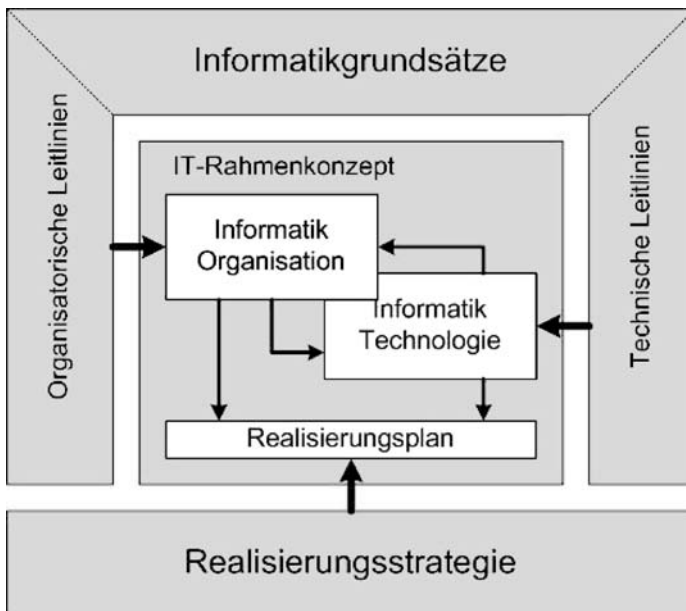 Informatikgrundsätze
Organisatorische Leitlinien
IT-Rahmenkonzept
Informatik
Organisation
Informatik
Technologie
Realisierungsplan
Technische Leitlinien
Realisierungsstrategie